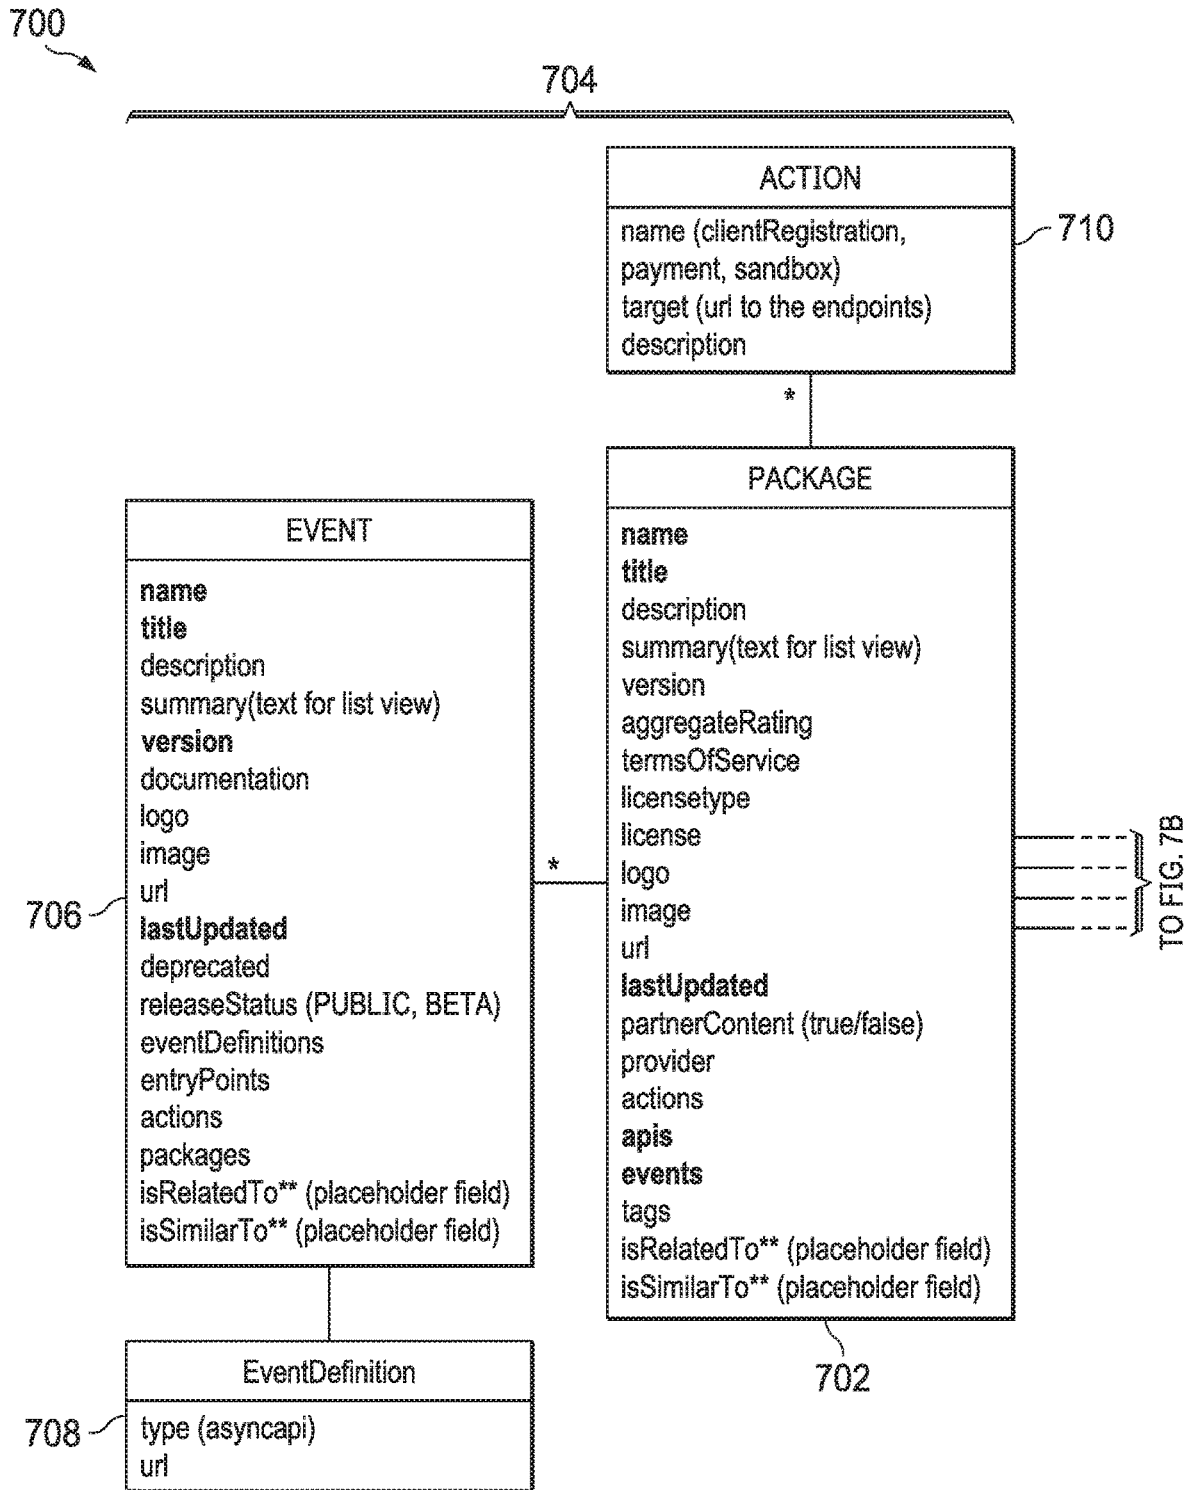 700
704
ACTION
name (clientRegistration,
payment, sandbox)
target (url to the endpoints)
description
710
*
PACKAGE
name
title
description
summary(text for list view)
version
aggregateRating
termsOfService
licensetype
license
logo
image
url
lastUpdated
partnerContent (true/false)
provider
actions
apis
events
tags
isRelatedTo** (placeholder field)
isSimilarTo** (placeholder field)
702
TO FIG. 7B
*
EVENT
name
title
description
summary(text for list view)
version
documentation
logo
image
url
lastUpdated
deprecated
releaseStatus (PUBLIC, BETA)
eventDefinitions
entryPoints
actions
packages
isRelatedTo** (placeholder field)
isSimilarTo** (placeholder field)
706
EventDefinition
type (asyncapi)
url
708